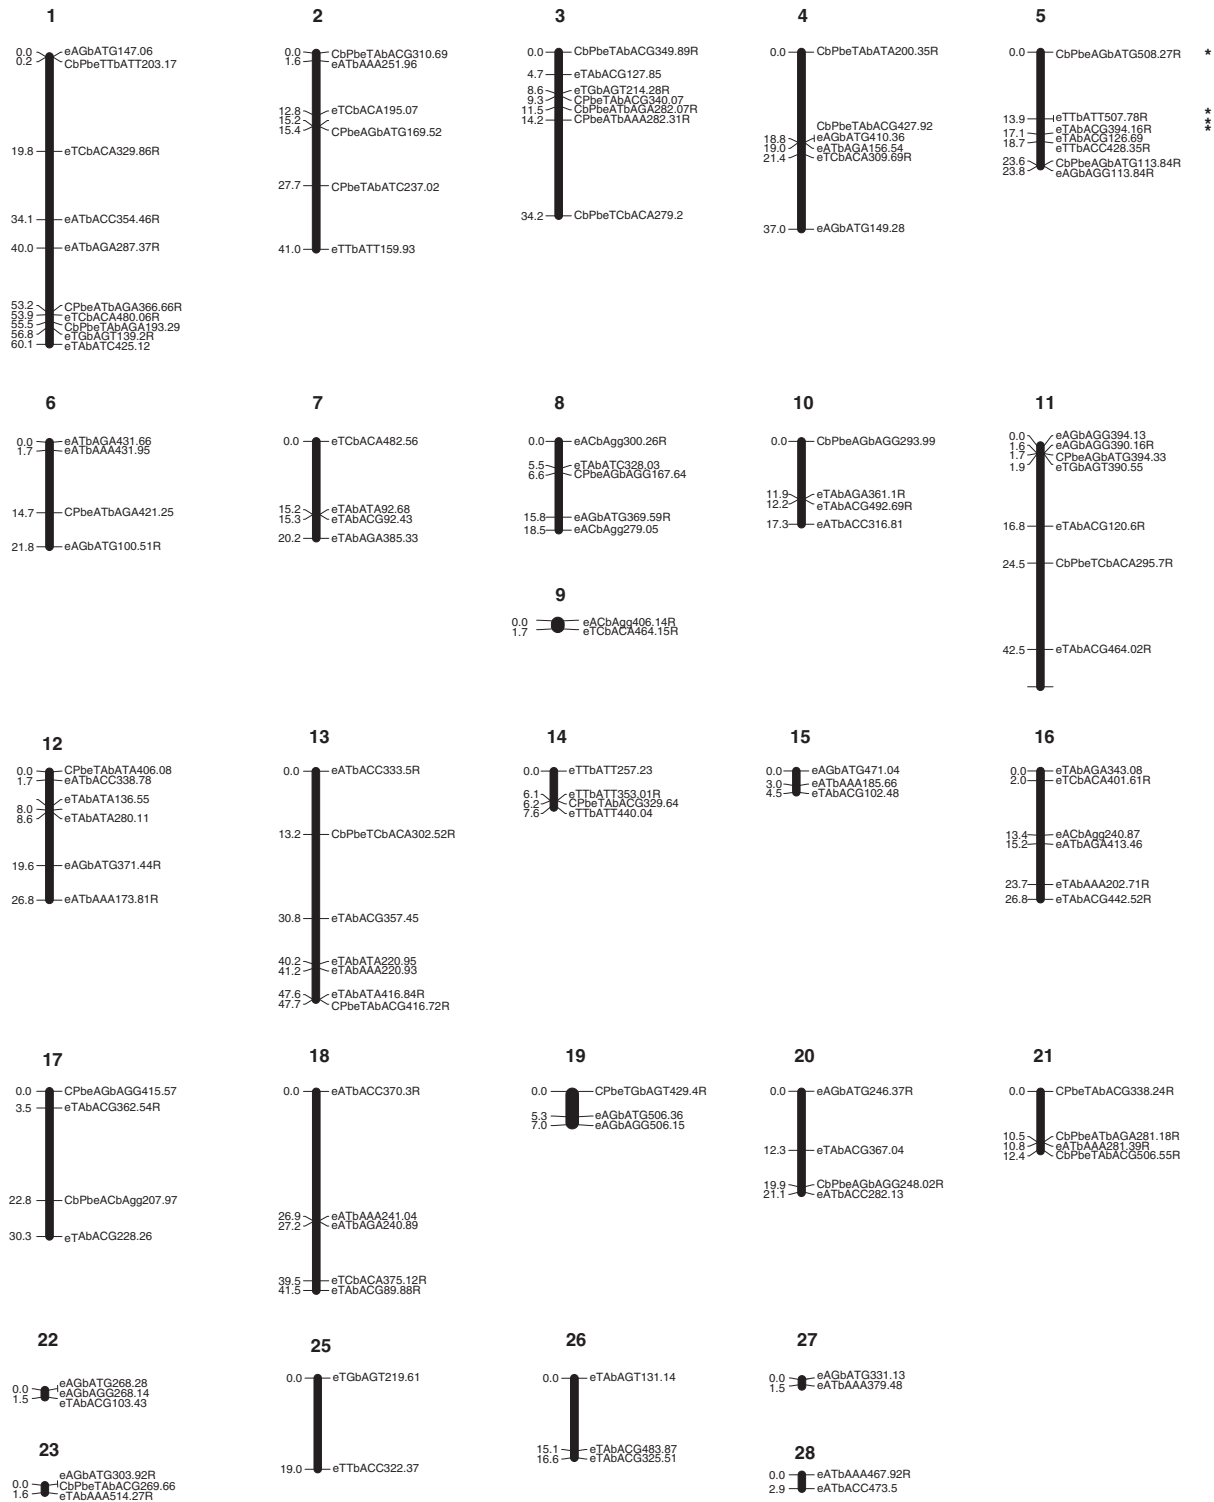 1
0.0 eAGbATG147.06
0.2 CbPbeTTbATT203.17
19.8 eTCbACA329.86R
34.1 eATbACC354.46R
40.0 eATbAGA287.37R
53.2 CPbeATbAGA366.66R
53.9 eTCbACA480.06R
55.5 CbPbeTAbAGA193.29
56.8 eTGbAGT139.2R
60.1 eTAbATC425.12
2
0.0 CbPbeTAbACG310.69
1.6 eATbAAA251.96
12.8 eTCbACA195.07
15.2
15.4 CPbeAGbATG169.52
27.7 CPbeTAbATC237.02
41.0 eTTbATT159.93
3
0.0 CbPbeTAbACG349.89R
4.7 eTAbACG127.85
8.6 eTGbAGT214.28R
9.3 CPbeTAbACG340.07
11.5 CbPbeATbAGA282.07R
14.2 CPbeATbAAA282.31R
34.2 CbPbeTCbACA279.2
4
0.0 CbPbeTAbATA200.35R
CbPbeTAbACG427.92
18.8 eAGbATG410.36
19.0 eATbAGA156.54
21.4 eTCbACA309.69R
37.0 eAGbATG149.28
5
0.0 CbPbeAGbATG508.27R *
*
13.9 eTTbATT507.78R *
17.1 eTAbACG394.16R *
18.7 eTAbACG126.69
eTTbACC428.35R
23.6 CbPbeAGbATG113.84R
23.8 eAGbAGG113.84R
6
0.0 eATbAGA431.66
1.7 eATbAAA431.95
14.7 CPbeATbAGA421.25
21.8 eAGbATG100.51R
7
0.0 eTCbACA482.56
15.2 eTAbATA92.68
15.3 eTAbACG92.43
20.2 eTAbAGA385.33
8
0.0 eACbAgg300.26R
5.5 eTAbATC328.03
6.6 CPbeAGbAGG167.64
15.8 eAGbATG369.59R
18.5 eACbAgg279.05
9
0.0 eACbAgg406.14R
1.7 eTCbACA464.15R
10
0.0 CbPbeAGbAGG293.99
11.9 eTAbAGA361.1R
12.2 eTAbACG492.69R
17.3 eATbACC316.81
11
0.0 eAGbAGG394.13
1.6 eAGbAGG390.16R
1.7 CPbeAGbATG394.33
1.9 eTGbAGT390.55
16.8 eTAbACG120.6R
24.5 CbPbeTCbACA295.7R
42.5 eTAbACG464.02R
12
0.0 CPbeTAbATA406.08
1.7 eATbACC338.78
eTAbATA136.55
8.0
8.6 eTAbATA280.11
19.6 eAGbATG371.44R
26.8 eATbAAA173.81R
13
0.0 eATbACC333.5R
13.2 CbPbeTCbACA302.52R
30.8 eTAbACG357.45
40.2 eTAbATA220.95
41.2 eTAbAAA220.93
47.6 eTAbATA416.84R
47.7 CPbeTAbACG416.72R
14
0.0 eTTbATT257.23
6.1 eTTbATT353.01R
6.2 CPbeTAbACG329.64
7.6 eTTbATT440.04
15
0.0 eAGbATG471.04
3.0 eATbAAA185.66
4.5 eTAbACG102.48
16
0.0 eTAbAGA343.08
2.0 eTCbACA401.61R
13.4 eACbAgg240.87
15.2 eATbAGA413.46
23.7 eTAbAAA202.71R
26.8 eTAbACG442.52R
17
0.0 CPbeAGbAGG415.57
3.5 eTAbACG362.54R
22.8 CbPbeACbAgg207.97
30.3 eTAbACG228.26
18
0.0 eATbACC370.3R
26.9 eATbAAA241.04
27.2 eATbAGA240.89
39.5 eTCbACA375.12R
41.5 eTAbACG89.88R
19
0.0 CPbeTGbAGT429.4R
5.3 eAGbATG506.36
7.0 eAGbAGG506.15
20
0.0 eAGbATG246.37R
12.3 eTAbACG367.04
19.9 CbPbeAGbAGG248.02R
21.1 eATbACC282.13
21
0.0 CPbeTAbACG338.24R
10.5 CbPbeATbAGA281.18R
10.8 eATbAAA281.39R
12.4 CbPbeTAbACG506.55R
22
eAGbATG268.28
0.0 eAGbAGG268.14
1.5 eTAbACG103.43
23
eAGbATG303.92R
0.0 CbPbeTAbACG269.66
1.6 eTAbAAA514.27R
25
0.0 eTGbAGT219.61
19.0 eTTbACC322.37
26
0.0 eTAbAGT131.14
15.1 eTAbACG483.87
16.6 eTAbACG325.51
27
0.0 eAGbATG331.13
1.5 eATbAAA379.48
28
0.0 eATbAAA467.92R
2.9 eATbACC473.5